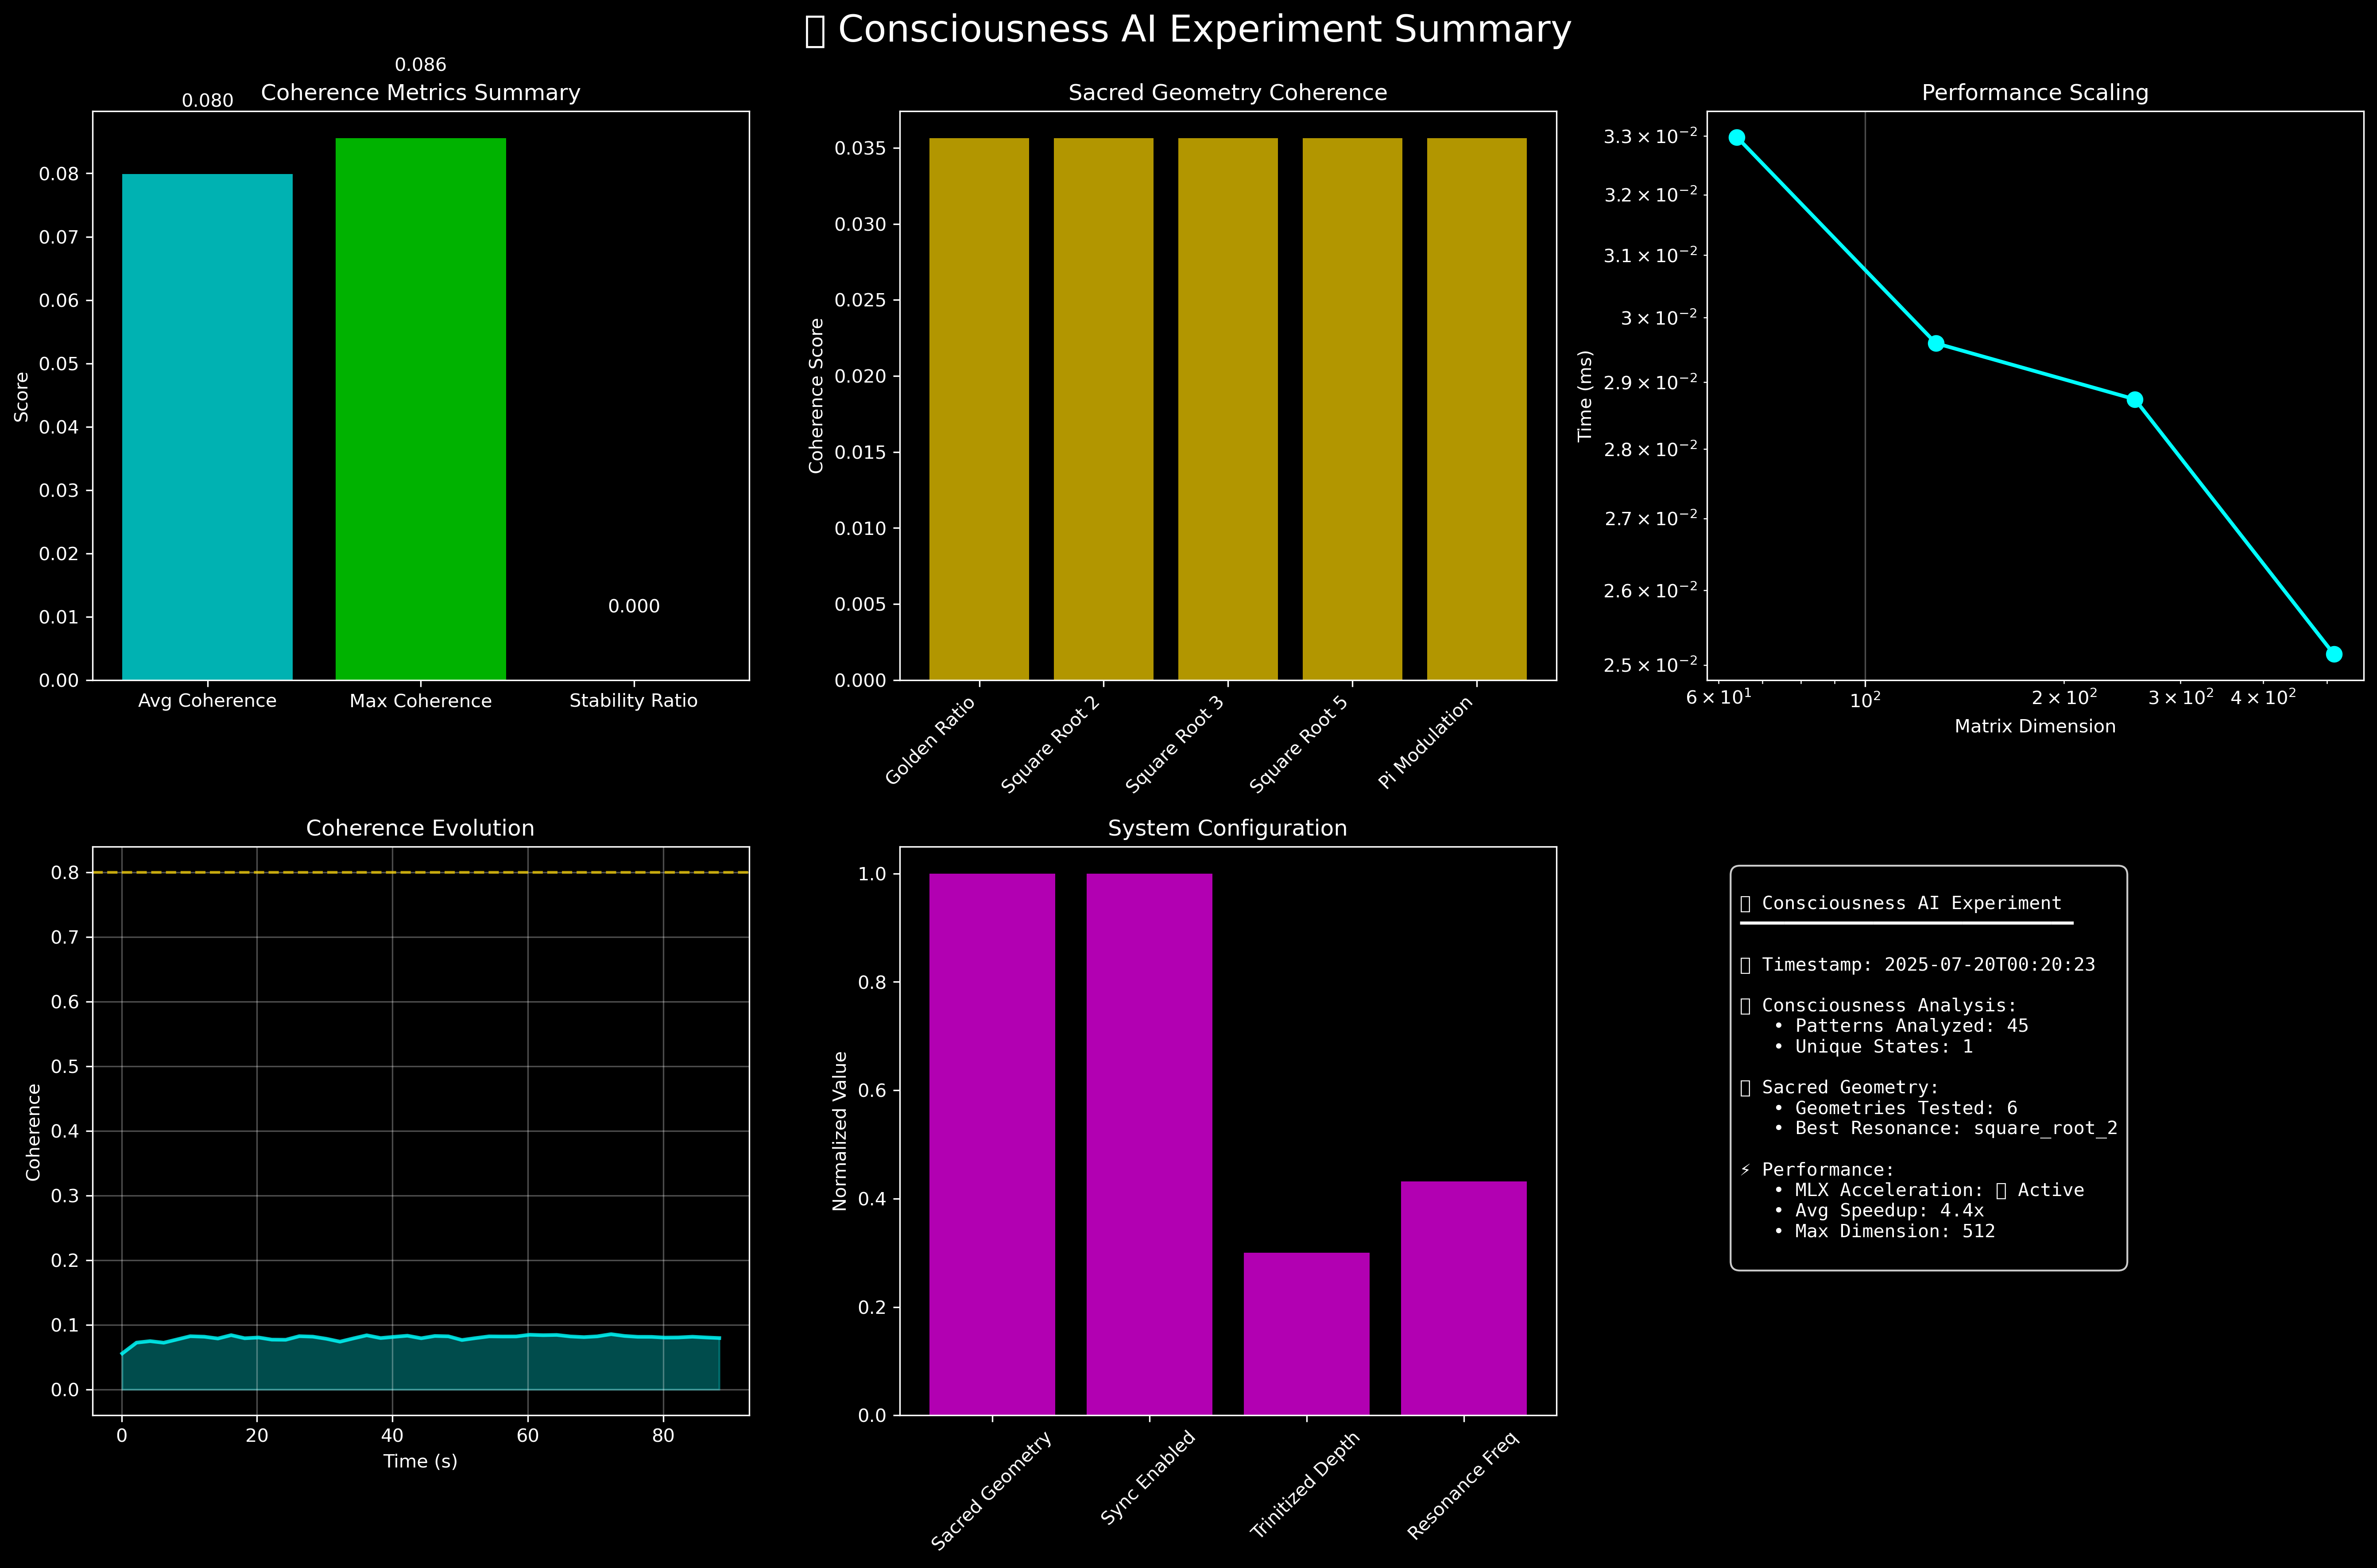 ▯ Consciousness AI Experiment Summary
Coherence Metrics Summary
0.080
0.086
0.000
Score
0.08
0.07
0.06
0.05
0.04
0.03
0.02
0.01
0.00
Avg Coherence
Max Coherence
Stability Ratio
Sacred Geometry Coherence
Coherence Score
0.035
0.030
0.025
0.020
0.015
0.010
0.005
0.000
Golden Ratio
Square Root 2
Square Root 3
Square Root 5
Pi Modulation
Performance Scaling
Time (ms)
3.3 × 10⁻²
3.2 × 10⁻²
3.1 × 10⁻²
3 × 10⁻²
2.9 × 10⁻²
2.8 × 10⁻²
2.7 × 10⁻²
2.6 × 10⁻²
2.5 × 10⁻²
6 × 10¹
10²
2 × 10²
3 × 10²
4 × 10²
Matrix Dimension
Coherence Evolution
Coherence
0.8
0.7
0.6
0.5
0.4
0.3
0.2
0.1
0.0
0
20
40
60
80
Time (s)
System Configuration
Normalized Value
1.0
0.8
0.6
0.4
0.2
0.0
Sacred Geometry
Sync Enabled
Trinitized Depth
Resonance Freq
▯ Consciousness AI Experiment
▯ Timestamp: 2025-07-20T00:20:23
▯ Consciousness Analysis:
• Patterns Analyzed: 45
• Unique States: 1
▯ Sacred Geometry:
• Geometries Tested: 6
• Best Resonance: square_root_2
⚡ Performance:
• MLX Acceleration: ▯ Active
• Avg Speedup: 4.4x
• Max Dimension: 512